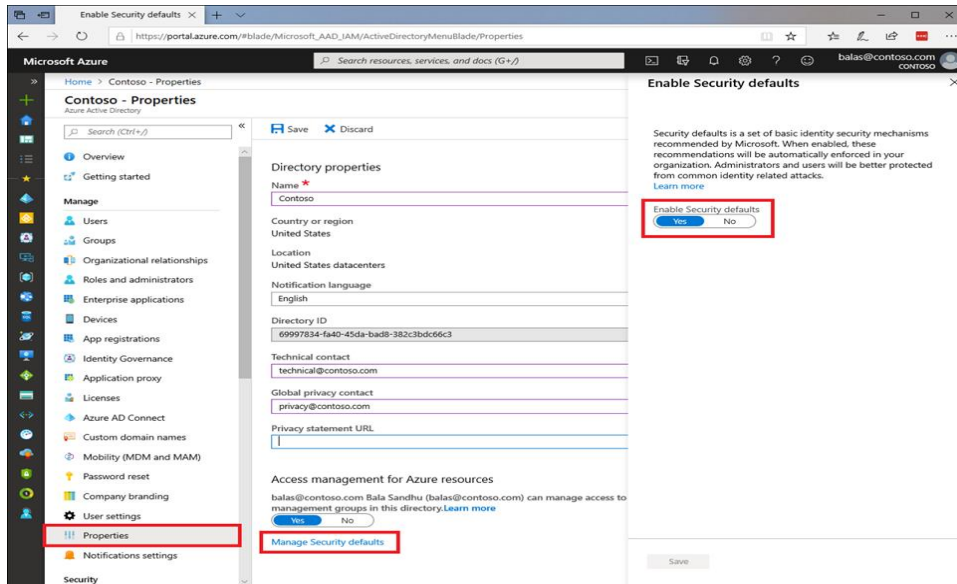 Enable Security defaults
https://portal.azure.com/#blade/Microsoft_AAD_IAM/ActiveDirectoryMenuBlade/Properties
Microsoft Azure
Search resources, services, and docs (G+/)
balas@contoso.com
CONTOSO
Home > Contoso - Properties
Contoso - Properties
Azure Active Directory
Search (Ctrl+/)
Overview
Getting started
Manage
Users
Groups
Organizational relationships
Roles and administrators
Enterprise applications
Devices
App registrations
Identity Governance
Application proxy
Licenses
Azure AD Connect
Custom domain names
Mobility (MDM and MAM)
Password reset
Company branding
User settings
Properties
Notifications settings
Security
Save
Discard
Directory properties
Name *
Contoso
Country or region
United States
Location
United States datacenters
Notification language
English
Directory ID
69997834-fa40-45da-bad8-382c3bdc66c3
Technical contact
technical@contoso.com
Global privacy contact
privacy@contoso.com
Privacy statement URL
Access management for Azure resources
balas@contoso.com Bala Sandhu (balas@contoso.com) can manage access to
management groups in this directory.Learn more
Yes No
Manage Security defaults
Enable Security defaults
Security defaults is a set of basic identity security mechanisms
recommended by Microsoft. When enabled, these
recommendations will be automatically enforced in your
organization. Administrators and users will be better protected
from common identity related attacks.
Learn more
Enable Security defaults
Yes No
Save